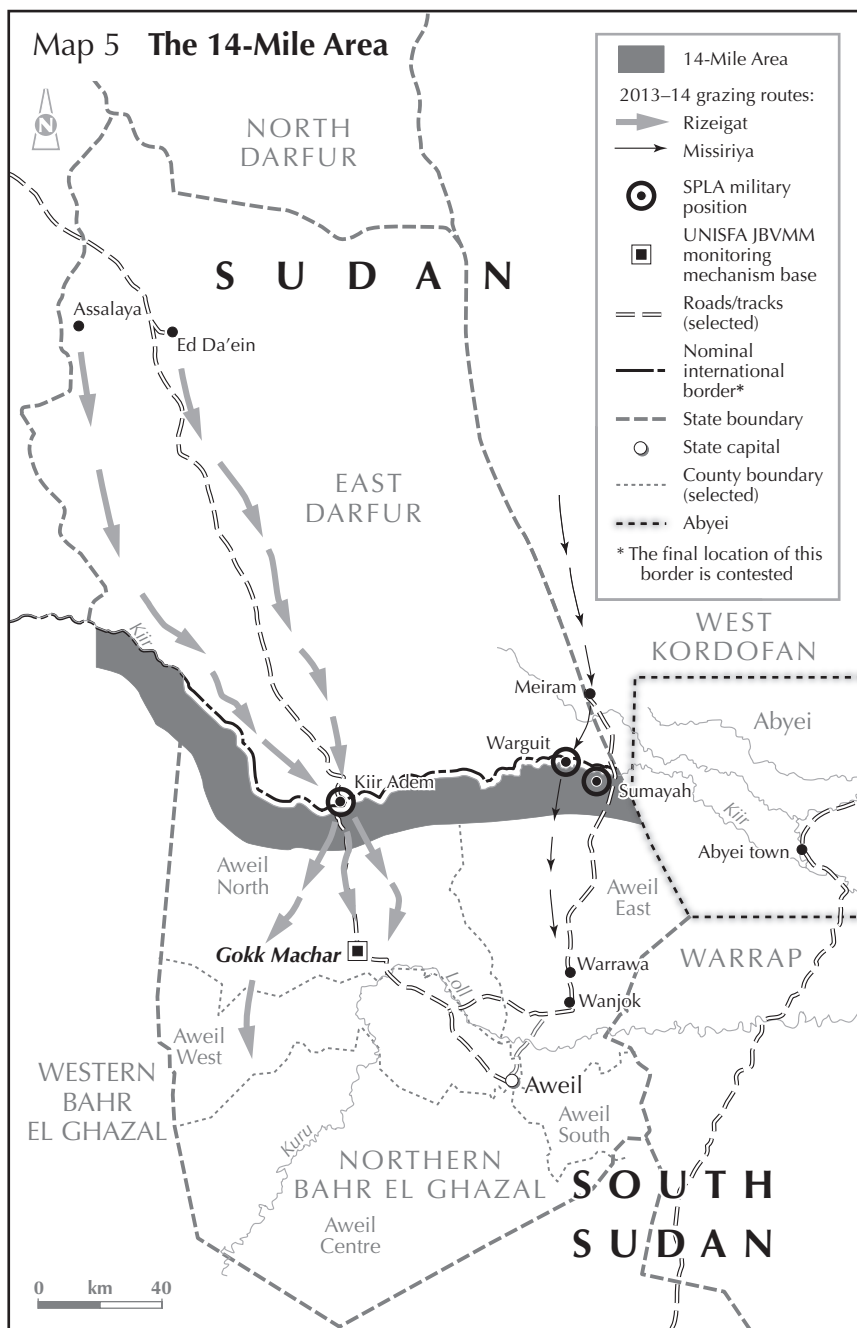 Map 5 The 14-Mile Area
N
14-Mile Area
2013–14 grazing routes:
Rizeigat
Missiriya
SPLA military
position
UNISFA JBVMM
monitoring
mechanism base
Roads/tracks
(selected)
Nominal
international
border*
State boundary
State capital
County boundary
(selected)
Abyei
* The final location of this
border is contested
NORTH
DARFUR
SUDAN
Assalaya
Ed Da'ein
EAST
DARFUR
WEST
KORDOFAN
Kiir
Meiram
Abyei
Warguit
Kiir Adem
Sumayah
Kiir
Abyei town
Aweil
North
Aweil
East
Gokk Machar
Loll
Warrawa
WARRAP
Wanjok
Aweil
West
WESTERN
BAHR
EL GHAZAL
Aweil
Aweil
South
Kuru
NORTHERN
BAHR EL GHAZAL
SOUTH
SUDAN
Aweil
Centre
0 km 40